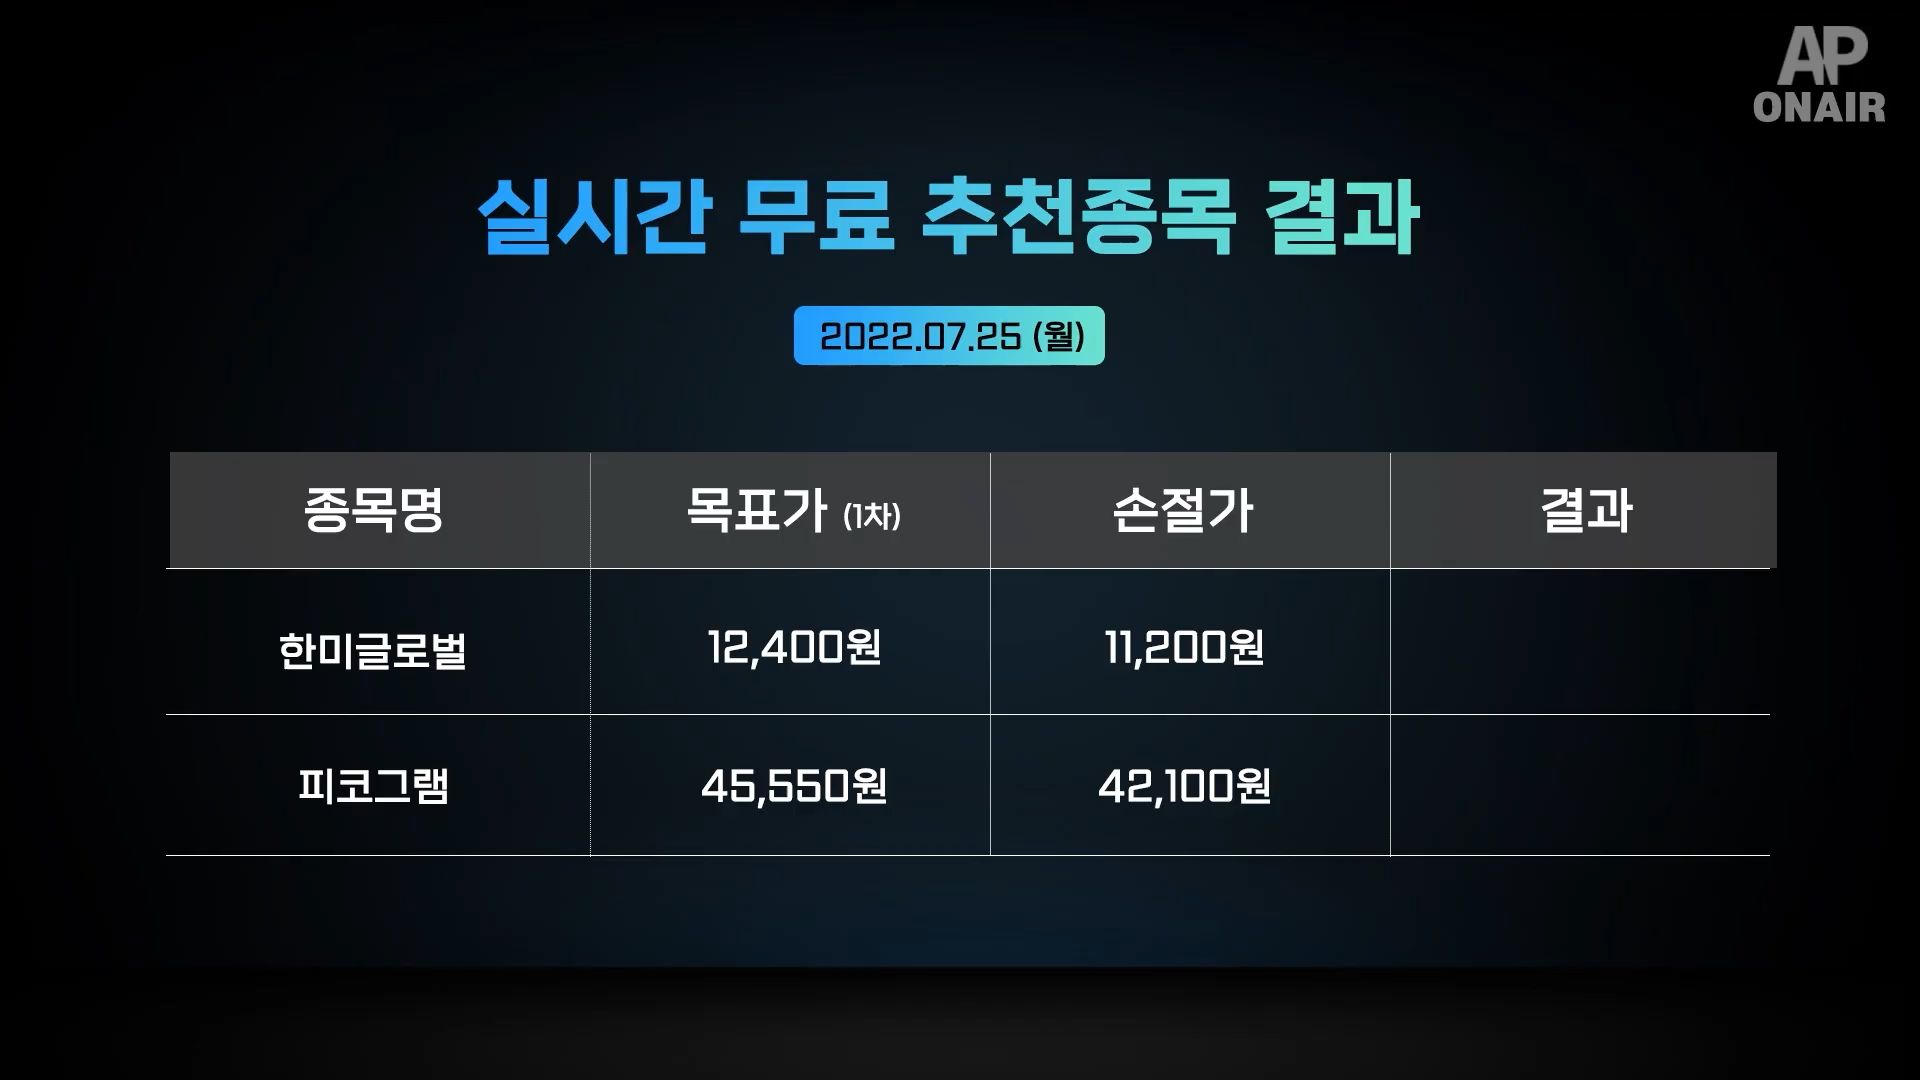 AP
ONAIR
실시간 무료 추천종목 결과
2022.07.25 (월)
종목명 목표가 (1차) 손절가 결과
한미글로벌 12,400원 11,200원
피코그램 45,550원 42,100원